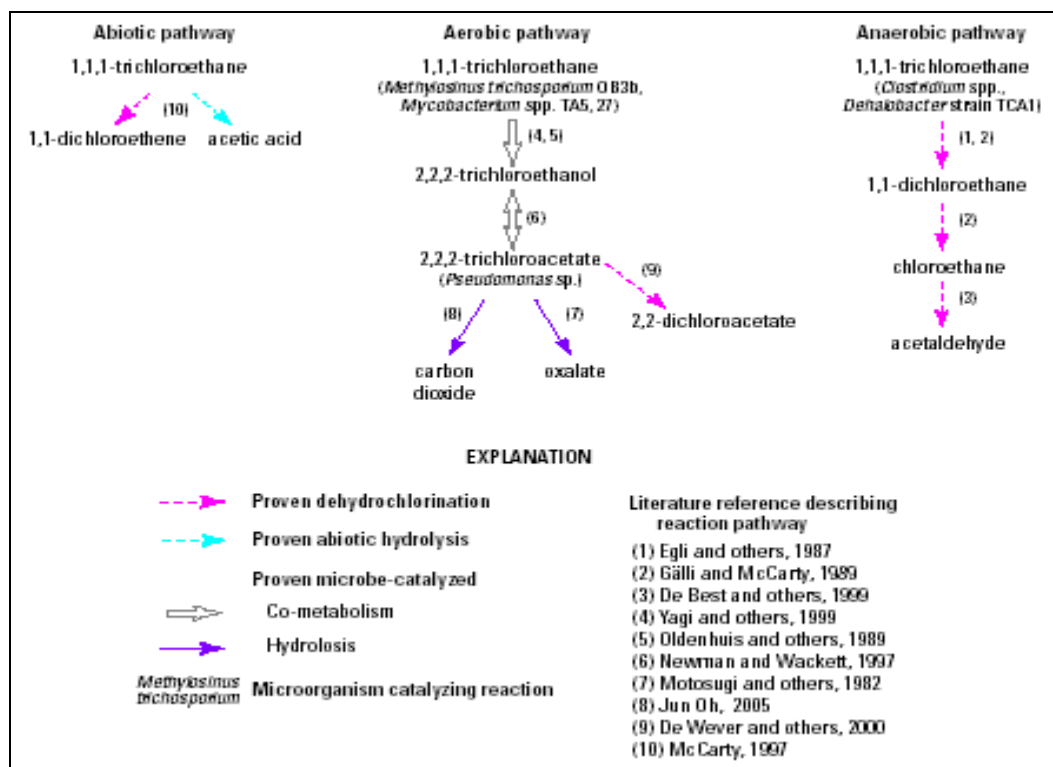 Abiotic pathway
1,1,1-trichloroethane
(10)
1,1-dichloroethene acetic acid
Aerobic pathway
1,1,1-trichloroethane
(Methylosinus trichosporium OB3b,
Mycobacterium spp. TA5, 27)
(4, 5)
2,2,2-trichloroethanol
(6)
2,2,2-trichloroacetate
(Pseudomonas sp.)
(9)
2,2-dichloroacetate
(8)
(7)
carbon
dioxide
oxalate
Anaerobic pathway
1,1,1-trichloroethane
(Clostridium spp.,
Dehalobacter strain TCA1)
(1, 2)
1,1-dichloroethane
(2)
chloroethane
(3)
acetaldehyde
EXPLANATION
Proven dehydrochlorination
Proven abiotic hydrolysis
Proven microbe-catalyzed
Co-metabolism
Hydrolosis
Methylosinus
trichosporium
Microorganism catalyzing reaction
Literature reference describing
reaction pathway
(1) Egli and others, 1987
(2) Gälli and McCarty, 1989
(3) De Best and others, 1999
(4) Yagi and others, 1999
(5) Oldenhuis and others, 1989
(6) Newman and Wackett, 1997
(7) Motosugi and others, 1982
(8) Jun Oh, 2005
(9) De Wever and others, 2000
(10) McCarty, 1997